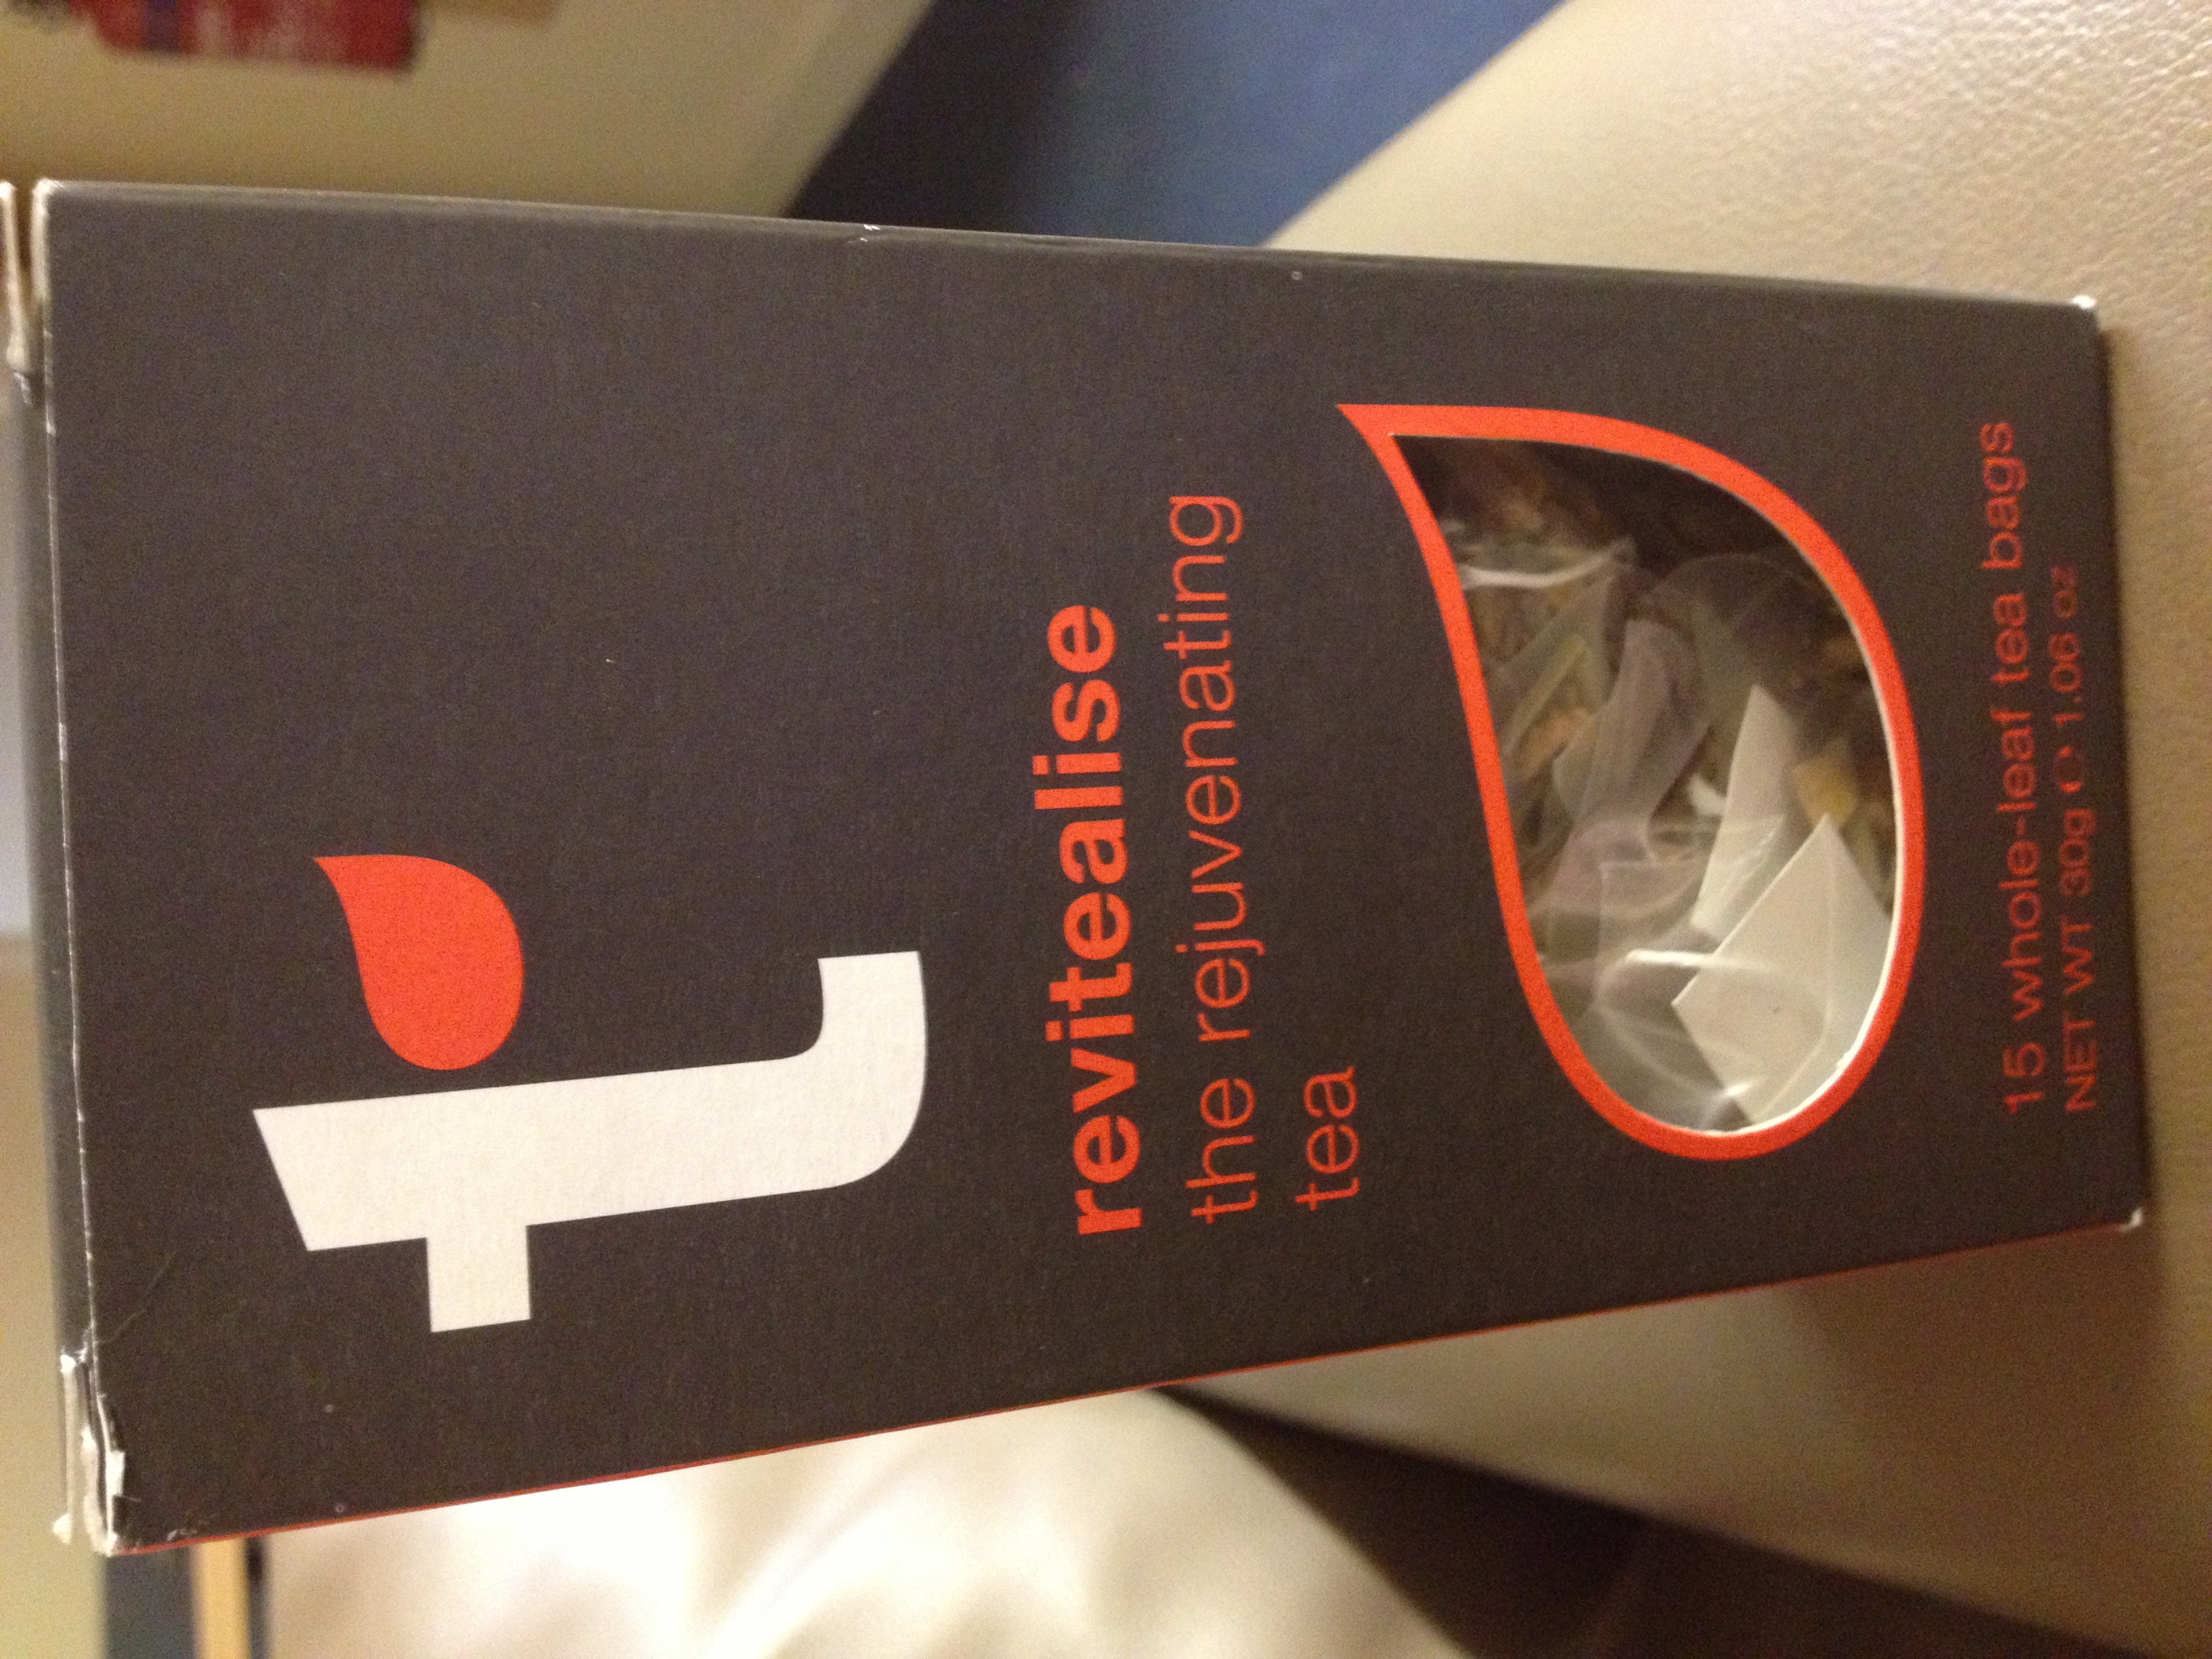 t
revitealise
the rejuvenating
tea
15 whole-leaf tea bags
NET WT 30g ℮ 1.06 oz